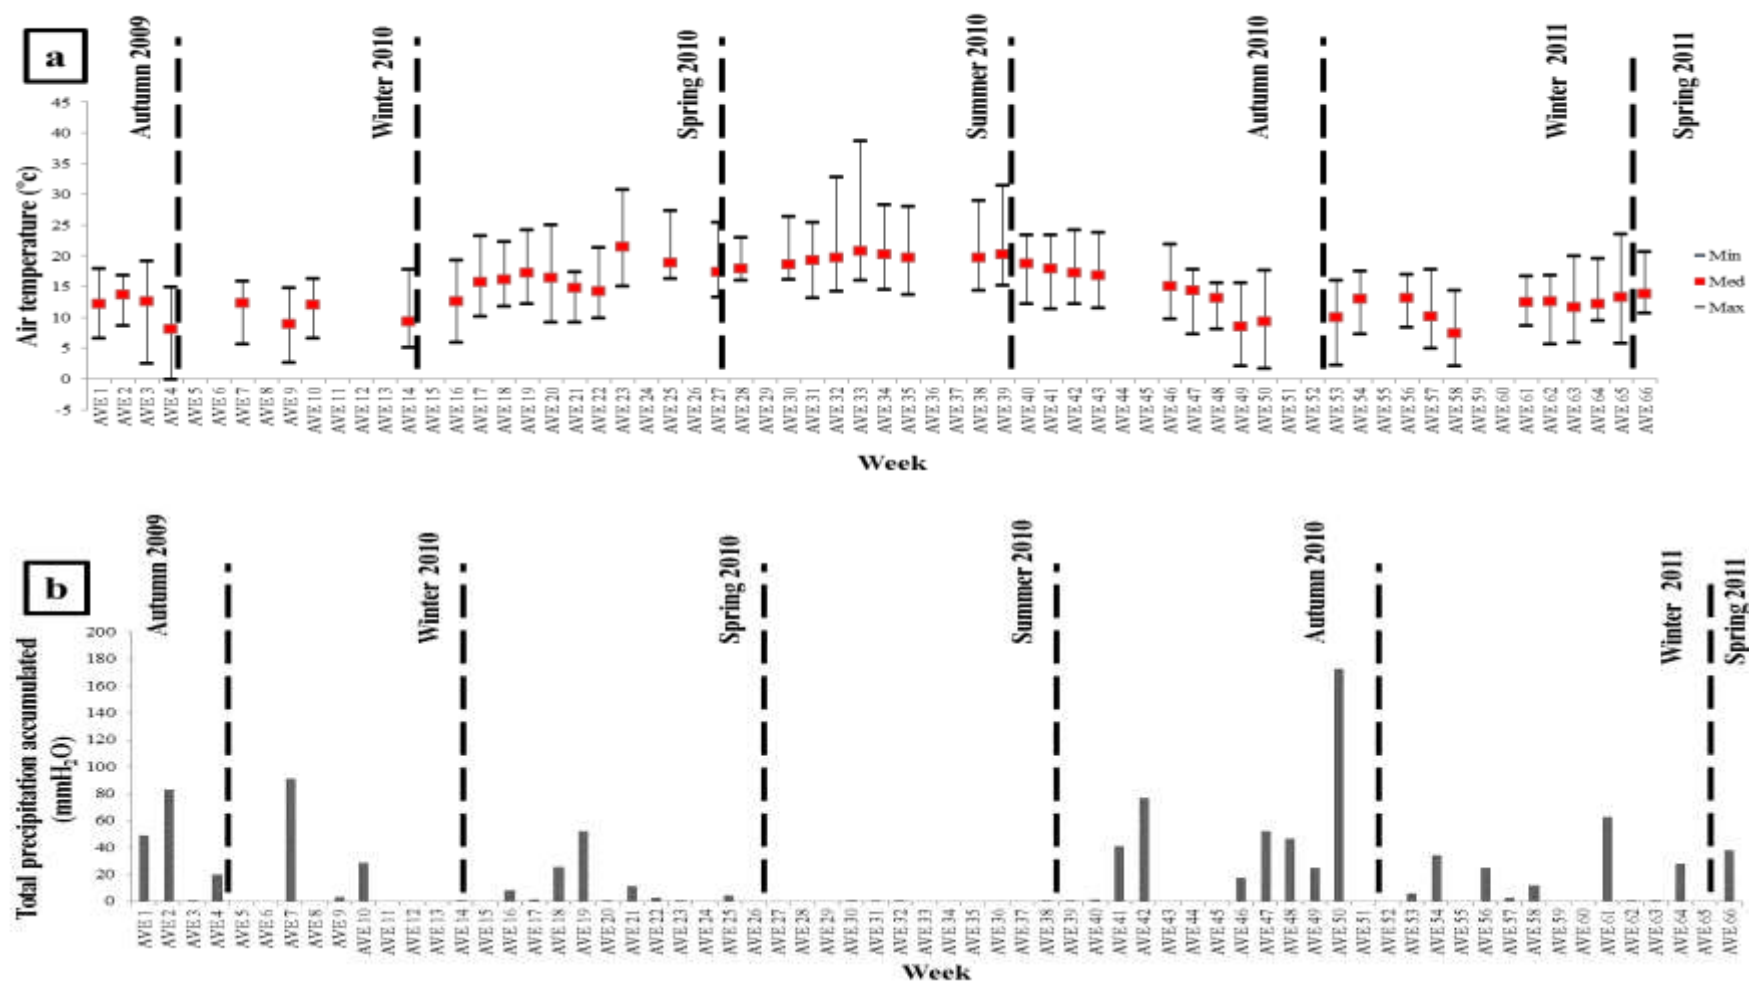 a
Autumn 2009
Winter 2010
Spring 2010
Summer 2010
Autumn 2010
Winter 2011
Spring 2011
Air temperature (°c)
45
40
35
30
25
20
15
10
5
0
-5
Min
Med
Max
AVE 1 AVE 2 AVE 3 AVE 4 AVE 5 AVE 6 AVE 7 AVE 8 AVE 9 AVE 10 AVE 11 AVE 12 AVE 13 AVE 14 AVE 15 AVE 16 AVE 17 AVE 18 AVE 19 AVE 20 AVE 21 AVE 22 AVE 23 AVE 24 AVE 25 AVE 26 AVE 27 AVE 28 AVE 29 AVE 30 AVE 31 AVE 32 AVE 33 AVE 34 AVE 35 AVE 36 AVE 37 AVE 38 AVE 39 AVE 40 AVE 41 AVE 42 AVE 43 AVE 44 AVE 45 AVE 46 AVE 47 AVE 48 AVE 49 AVE 50 AVE 51 AVE 52 AVE 53 AVE 54 AVE 55 AVE 56 AVE 57 AVE 58 AVE 59 AVE 60 AVE 61 AVE 62 AVE 63 AVE 64 AVE 65 AVE 66
Week
b
Autumn 2009
Winter 2010
Spring 2010
Summer 2010
Autumn 2010
Winter 2011
Spring 2011
Total precipitation accumulated
(mmH₂O)
200
180
160
140
120
100
80
60
40
20
0
AVE 1 AVE 2 AVE 3 AVE 4 AVE 5 AVE 6 AVE 7 AVE 8 AVE 9 AVE 10 AVE 11 AVE 12 AVE 13 AVE 14 AVE 15 AVE 16 AVE 17 AVE 18 AVE 19 AVE 20 AVE 21 AVE 22 AVE 23 AVE 24 AVE 25 AVE 26 AVE 27 AVE 28 AVE 29 AVE 30 AVE 31 AVE 32 AVE 33 AVE 34 AVE 35 AVE 36 AVE 37 AVE 38 AVE 39 AVE 40 AVE 41 AVE 42 AVE 43 AVE 44 AVE 45 AVE 46 AVE 47 AVE 48 AVE 49 AVE 50 AVE 51 AVE 52 AVE 53 AVE 54 AVE 55 AVE 56 AVE 57 AVE 58 AVE 59 AVE 60 AVE 61 AVE 62 AVE 63 AVE 64 AVE 65 AVE 66
Week